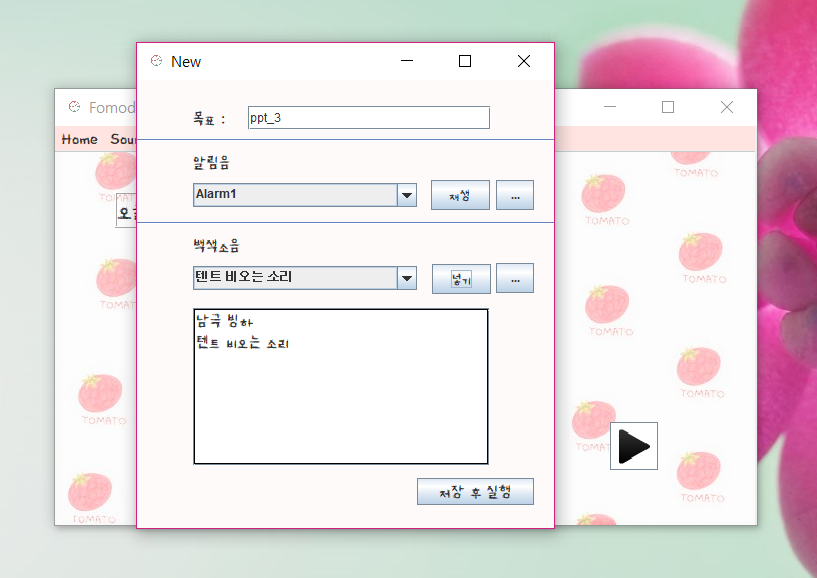 New
Fomod
Home Sou
목표 : ppt_3
알림음
Alarm1 재생 ...
백색소음
텐트 비오는 소리 넣기 ...
남극 빙하
텐트 비오는 소리
저장 후 실행
TOMATO
TOMATO
TOMATO
TOMATO
TOMATO
TOMATO
TOMATO
TOMATO
TOMATO